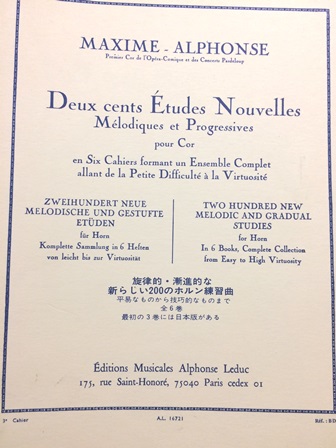 MAXIME - ALPHONSE
Premier Cor de l'Opéra-Comique et des Concerts Pasdeloup
Deux cents Études Nouvelles
Mélodiques et Progressives
pour Cor
en Six Cahiers formant un Ensemble Complet
allant de la Petite Difficulté à la Virtuosité
ZWEIHUNDERT NEUE
MELODISCHE UND GESTUFTE
ETÜDEN
für Horn
Komplette Sammlung in 6 Heften
von leicht bis zur Virtuosität
TWO HUNDRED NEW
MELODIC AND GRADUAL
STUDIES
for Horn
In 6 Books, Complete Collection
from Easy to High Virtuosity
旋律的・漸進的な
新らしい200のホルン練習曲
平易なものから技巧的なものまで
全6巻
最初の3巻には日本版がある
Éditions Musicales Alphonse Leduc
175, rue Saint-Honoré, 75040 Paris cedex 01
Cahier
A.L. 16721
Réf.: